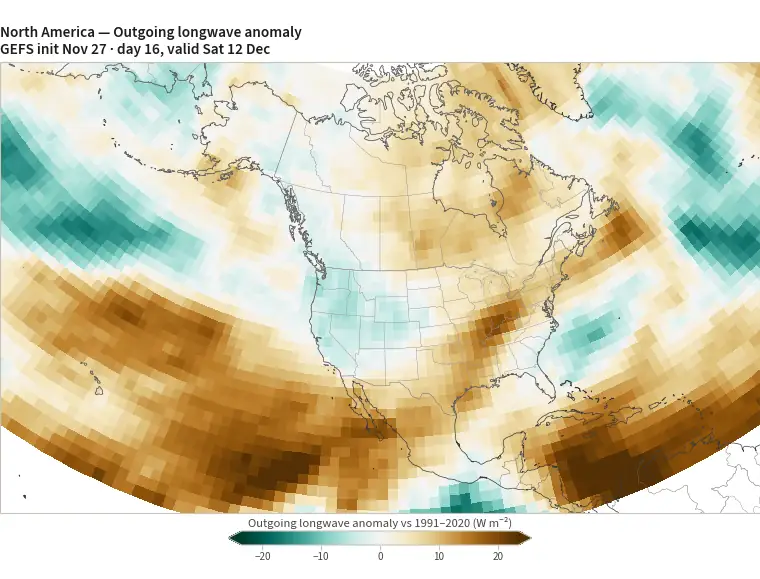 North America — Outgoing longwave anomaly
GEFS init Nov 27 · day 16, valid Sat 12 Dec
Outgoing longwave anomaly vs 1991–2020 (W m⁻²)
−20 −10 0 10 20